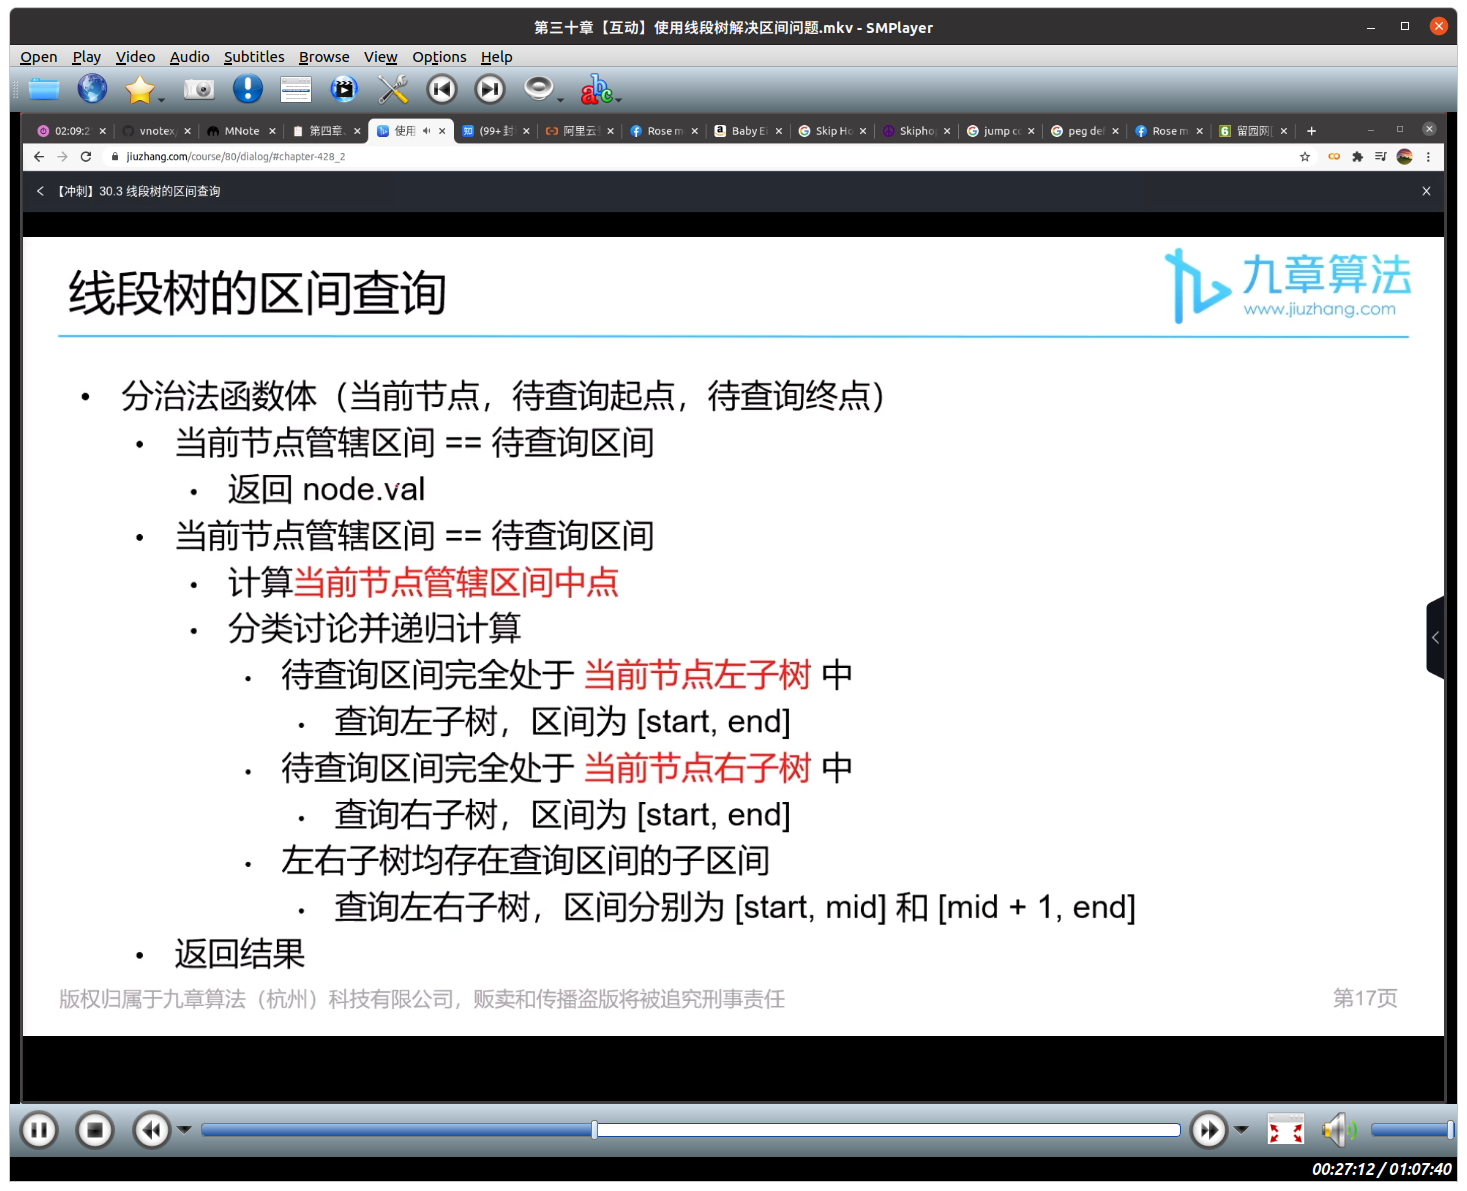 第三十章【互动】使用线段树解决区间问题.mkv - SMPlayer
Open Play Video Audio Subtitles Browse View Options Help
02:09:2 vnotex MNote 第四章 使用 (99+ 封 阿里云 Rose m Baby E Skip Ho Skipho jump c peg de Rose m 留园网
jiuzhang.com/course/80/dialog/#chapter-428_2
【冲刺】30.3 线段树的区间查询
线段树的区间查询
九章算法
www.jiuzhang.com
• 分治法函数体（当前节点，待查询起点，待查询终点）
• 当前节点管辖区间 == 待查询区间
• 返回 node.val
• 当前节点管辖区间 == 待查询区间
• 计算当前节点管辖区间中点
• 分类讨论并递归计算
• 待查询区间完全处于 当前节点左子树 中
• 查询左子树，区间为 [start, end]
• 待查询区间完全处于 当前节点右子树 中
• 查询右子树，区间为 [start, end]
• 左右子树均存在查询区间的子区间
• 查询左右子树，区间分别为 [start, mid] 和 [mid + 1, end]
• 返回结果
版权归属于九章算法（杭州）科技有限公司，贩卖和传播盗版将被追究刑事责任
第17页
00:27:12 / 01:07:40